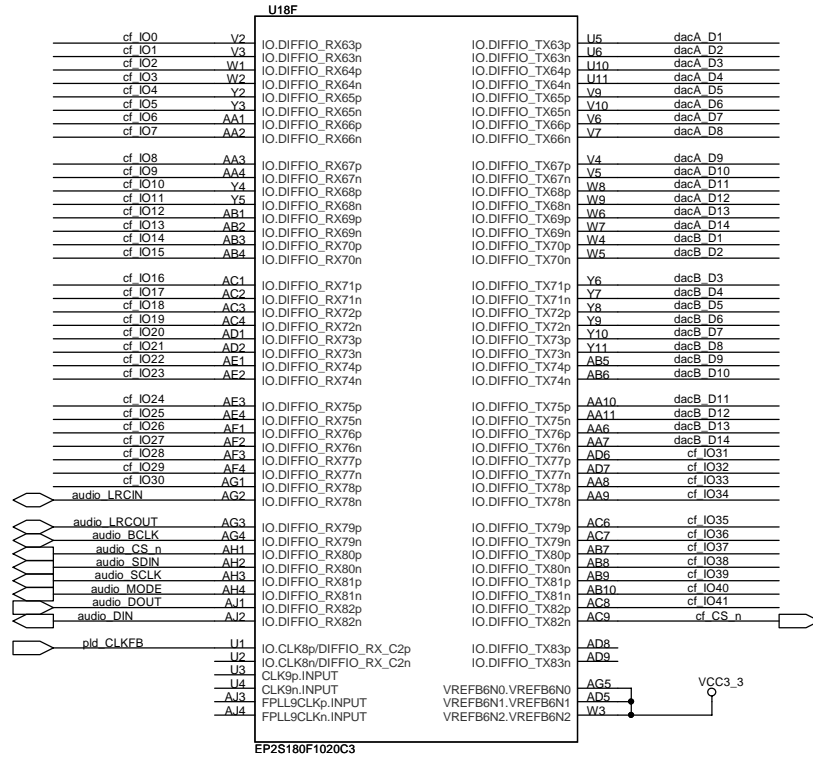 U18F
cf_IO0 V2 IO.DIFFIO_RX63p IO.DIFFIO_TX63p U5 dacA_D1
cf_IO1 V3 IO.DIFFIO_RX63n IO.DIFFIO_TX63n U6 dacA_D2
cf_IO2 W1 IO.DIFFIO_RX64p IO.DIFFIO_TX64p U10 dacA_D3
cf_IO3 W2 IO.DIFFIO_RX64n IO.DIFFIO_TX64n U11 dacA_D4
cf_IO4 Y2 IO.DIFFIO_RX65p IO.DIFFIO_TX65p V9 dacA_D5
cf_IO5 Y3 IO.DIFFIO_RX65n IO.DIFFIO_TX65n V10 dacA_D6
cf_IO6 AA1 IO.DIFFIO_RX66p IO.DIFFIO_TX66p V6 dacA_D7
cf_IO7 AA2 IO.DIFFIO_RX66n IO.DIFFIO_TX66n V7 dacA_D8
cf_IO8 AA3 IO.DIFFIO_RX67p IO.DIFFIO_TX67p V4 dacA_D9
cf_IO9 AA4 IO.DIFFIO_RX67n IO.DIFFIO_TX67n V5 dacA_D10
cf_IO10 Y4 IO.DIFFIO_RX68p IO.DIFFIO_TX68p W8 dacA_D11
cf_IO11 Y5 IO.DIFFIO_RX68n IO.DIFFIO_TX68n W9 dacA_D12
cf_IO12 AB1 IO.DIFFIO_RX69p IO.DIFFIO_TX69p W6 dacA_D13
cf_IO13 AB2 IO.DIFFIO_RX69n IO.DIFFIO_TX69n W7 dacA_D14
cf_IO14 AB3 IO.DIFFIO_RX70p IO.DIFFIO_TX70p W4 dacB_D1
cf_IO15 AB4 IO.DIFFIO_RX70n IO.DIFFIO_TX70n W5 dacB_D2
cf_IO16 AC1 IO.DIFFIO_RX71p IO.DIFFIO_TX71p Y6 dacB_D3
cf_IO17 AC2 IO.DIFFIO_RX71n IO.DIFFIO_TX71n Y7 dacB_D4
cf_IO18 AC3 IO.DIFFIO_RX72p IO.DIFFIO_TX72p Y8 dacB_D5
cf_IO19 AC4 IO.DIFFIO_RX72n IO.DIFFIO_TX72n Y9 dacB_D6
cf_IO20 AD1 IO.DIFFIO_RX73p IO.DIFFIO_TX73p Y10 dacB_D7
cf_IO21 AD2 IO.DIFFIO_RX73n IO.DIFFIO_TX73n Y11 dacB_D8
cf_IO22 AE1 IO.DIFFIO_RX74p IO.DIFFIO_TX74p AB5 dacB_D9
cf_IO23 AE2 IO.DIFFIO_RX74n IO.DIFFIO_TX74n AB6 dacB_D10
cf_IO24 AE3 IO.DIFFIO_RX75p IO.DIFFIO_TX75p AA10 dacB_D11
cf_IO25 AE4 IO.DIFFIO_RX75n IO.DIFFIO_TX75n AA11 dacB_D12
cf_IO26 AF1 IO.DIFFIO_RX76p IO.DIFFIO_TX76p AA6 dacB_D13
cf_IO27 AF2 IO.DIFFIO_RX76n IO.DIFFIO_TX76n AA7 dacB_D14
cf_IO28 AF3 IO.DIFFIO_RX77p IO.DIFFIO_TX77p AD6 cf_IO31
cf_IO29 AF4 IO.DIFFIO_RX77n IO.DIFFIO_TX77n AD7 cf_IO32
cf_IO30 AG1 IO.DIFFIO_RX78p IO.DIFFIO_TX78p AA8 cf_IO33
audio_LRCIN AG2 IO.DIFFIO_RX78n IO.DIFFIO_TX78n AA9 cf_IO34
audio_LRCOUT AG3 IO.DIFFIO_RX79p IO.DIFFIO_TX79p AC6 cf_IO35
audio_BCLK AG4 IO.DIFFIO_RX79n IO.DIFFIO_TX79n AC7 cf_IO36
audio_CS_n AH1 IO.DIFFIO_RX80p IO.DIFFIO_TX80p AB7 cf_IO37
audio_SDIN AH2 IO.DIFFIO_RX80n IO.DIFFIO_TX80n AB8 cf_IO38
audio_SCLK AH3 IO.DIFFIO_RX81p IO.DIFFIO_TX81p AB9 cf_IO39
audio_MODE AH4 IO.DIFFIO_RX81n IO.DIFFIO_TX81n AB10 cf_IO40
audio_DOUT AJ1 IO.DIFFIO_RX82p IO.DIFFIO_TX82p AC8 cf_IO41
audio_DIN AJ2 IO.DIFFIO_RX82n IO.DIFFIO_TX82n AC9 cf_CS_n
pld_CLKFB U1 IO.CLK8p/DIFFIO_RX_C2p IO.DIFFIO_TX83p AD8
U2 IO.CLK8n/DIFFIO_RX_C2n IO.DIFFIO_TX83n AD9
U3 CLK9p.INPUT
U4 CLK9n.INPUT VREFB6N0.VREFB6N0 AG5 VCC3_3
AJ3 FPLL9CLKp.INPUT VREFB6N1.VREFB6N1 AD5
AJ4 FPLL9CLKn.INPUT VREFB6N2.VREFB6N2 W3
EP2S180F1020C3